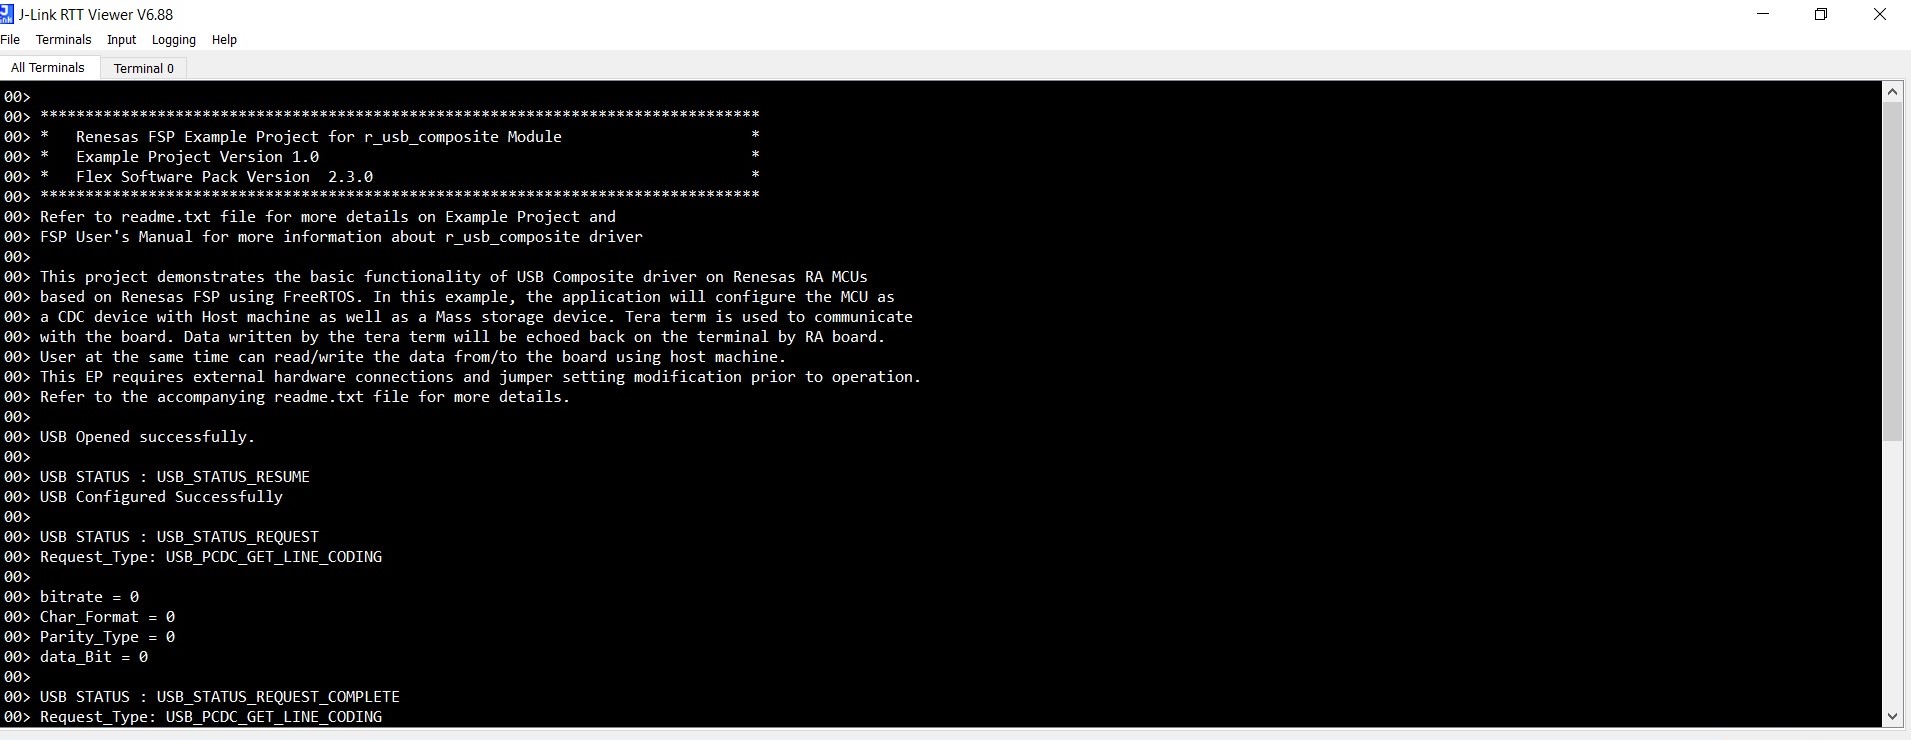 J-Link RTT Viewer V6.88
File Terminals Input Logging Help
All Terminals Terminal 0
00>
00> ********************************************************************************
00> *   Renesas FSP Example Project for r_usb_composite Module                     *
00> *   Example Project Version 1.0                                                *
00> *   Flex Software Pack Version  2.3.0                                          *
00> ********************************************************************************
00> Refer to readme.txt file for more details on Example Project and
00> FSP User's Manual for more information about r_usb_composite driver
00>
00> This project demonstrates the basic functionality of USB Composite driver on Renesas RA MCUs
00> based on Renesas FSP using FreeRTOS. In this example, the application will configure the MCU as
00> a CDC device with Host machine as well as a Mass storage device. Tera term is used to communicate
00> with the board. Data written by the tera term will be echoed back on the terminal by RA board.
00> User at the same time can read/write the data from/to the board using host machine.
00> This EP requires external hardware connections and jumper setting modification prior to operation.
00> Refer to the accompanying readme.txt file for more details.
00>
00> USB Opened successfully.
00>
00> USB STATUS : USB_STATUS_RESUME
00> USB Configured Successfully
00>
00> USB STATUS : USB_STATUS_REQUEST
00> Request_Type: USB_PCDC_GET_LINE_CODING
00>
00> bitrate = 0
00> Char_Format = 0
00> Parity_Type = 0
00> data_Bit = 0
00>
00> USB STATUS : USB_STATUS_REQUEST_COMPLETE
00> Request_Type: USB_PCDC_GET_LINE_CODING